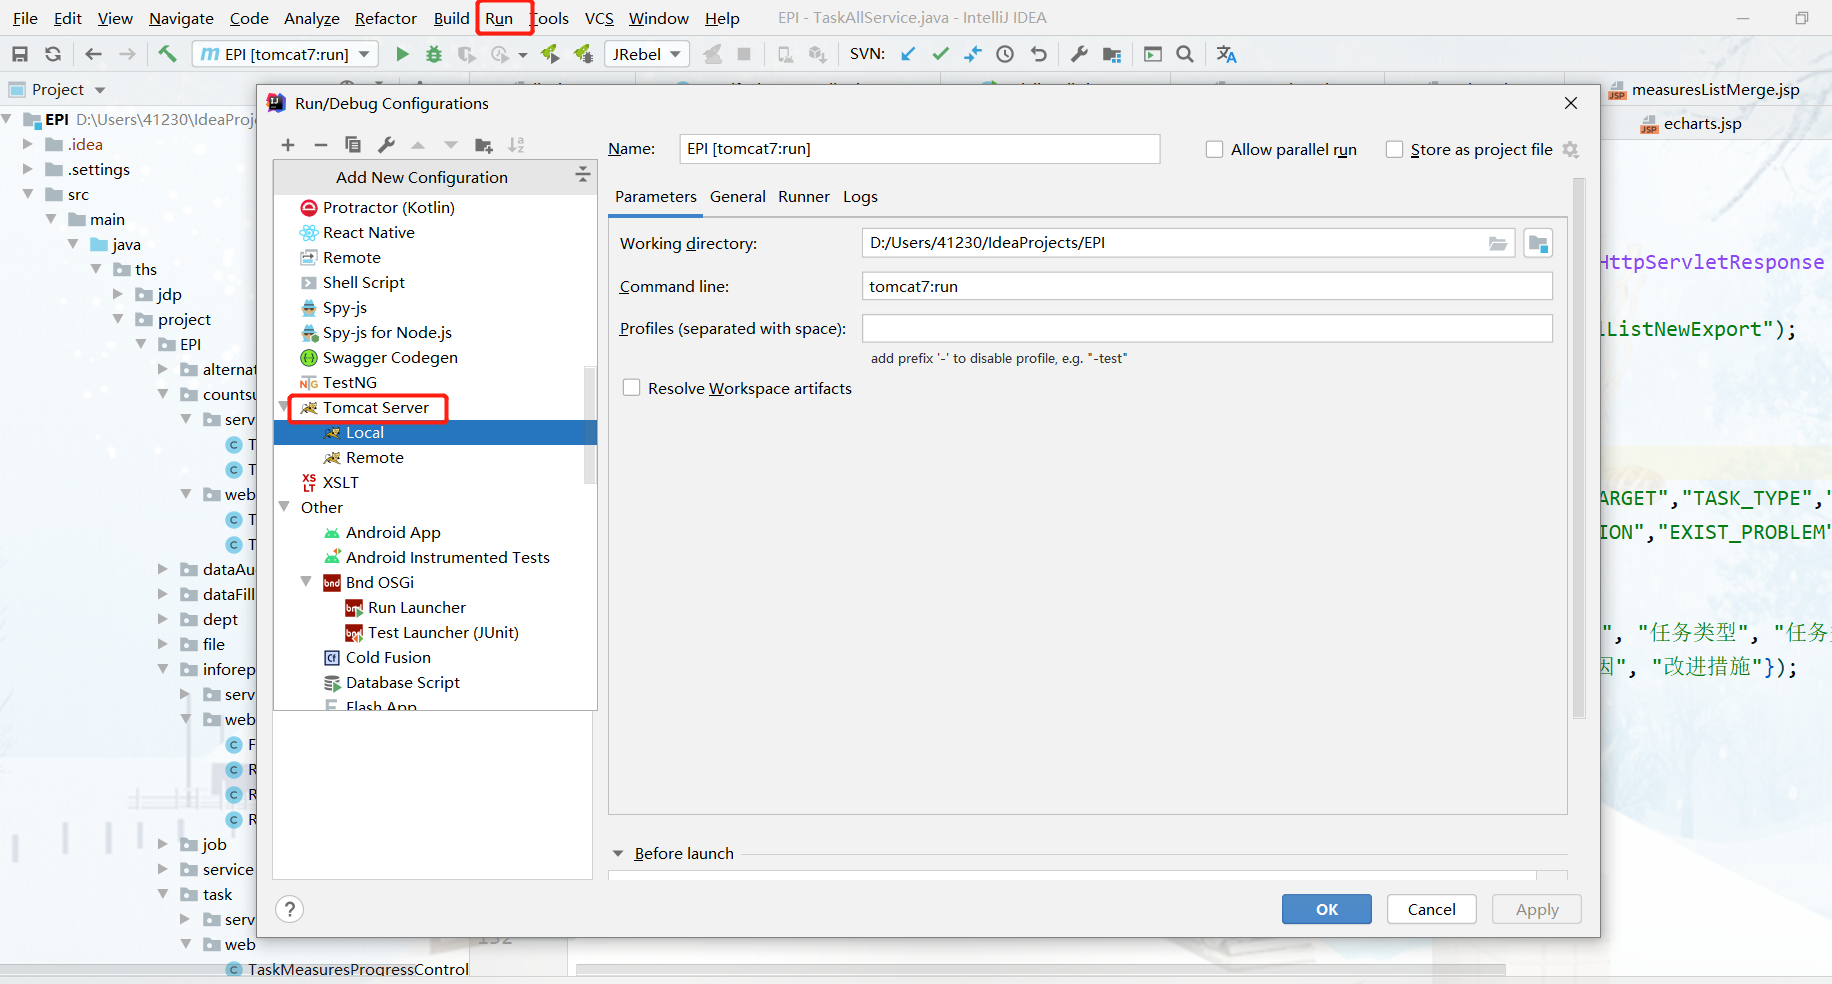 File Edit View Navigate Code Analyze Refactor Build Run Tools VCS Window Help EPI - TaskAllService.java - IntelliJ IDEA
EPI [tomcat7:run] JRebel SVN:
Project
measuresListMerge.jsp
echarts.jsp
EPI D:\Users\41230\IdeaProj
.idea
.settings
src
main
java
ths
jdp
project
EPI
alternat
countsu
serv
T
T
web
T
T
dataAu
dataFill
dept
file
inforep
serv
web
F
R
R
R
job
service
task
serv
web
TaskMeasuresProgressControl
Run/Debug Configurations
Add New Configuration
Protractor (Kotlin)
React Native
Remote
Shell Script
Spy-js
Spy-js for Node.js
Swagger Codegen
TestNG
Tomcat Server
Local
Remote
XSLT
Other
Android App
Android Instrumented Tests
Bnd OSGi
Run Launcher
Test Launcher (JUnit)
Cold Fusion
Database Script
Flash App
Name: EPI [tomcat7:run] Allow parallel run Store as project file
Parameters General Runner Logs
Working directory: D:/Users/41230/IdeaProjects/EPI
Command line: tomcat7:run
Profiles (separated with space):
add prefix '-' to disable profile, e.g. "-test"
Resolve Workspace artifacts
Before launch
? OK Cancel Apply
HttpServletResponse
lListNewExport");
ARGET","TASK_TYPE","
ION","EXIST_PROBLEM"
", "任务类型", "任务
因", "改进措施"});
132